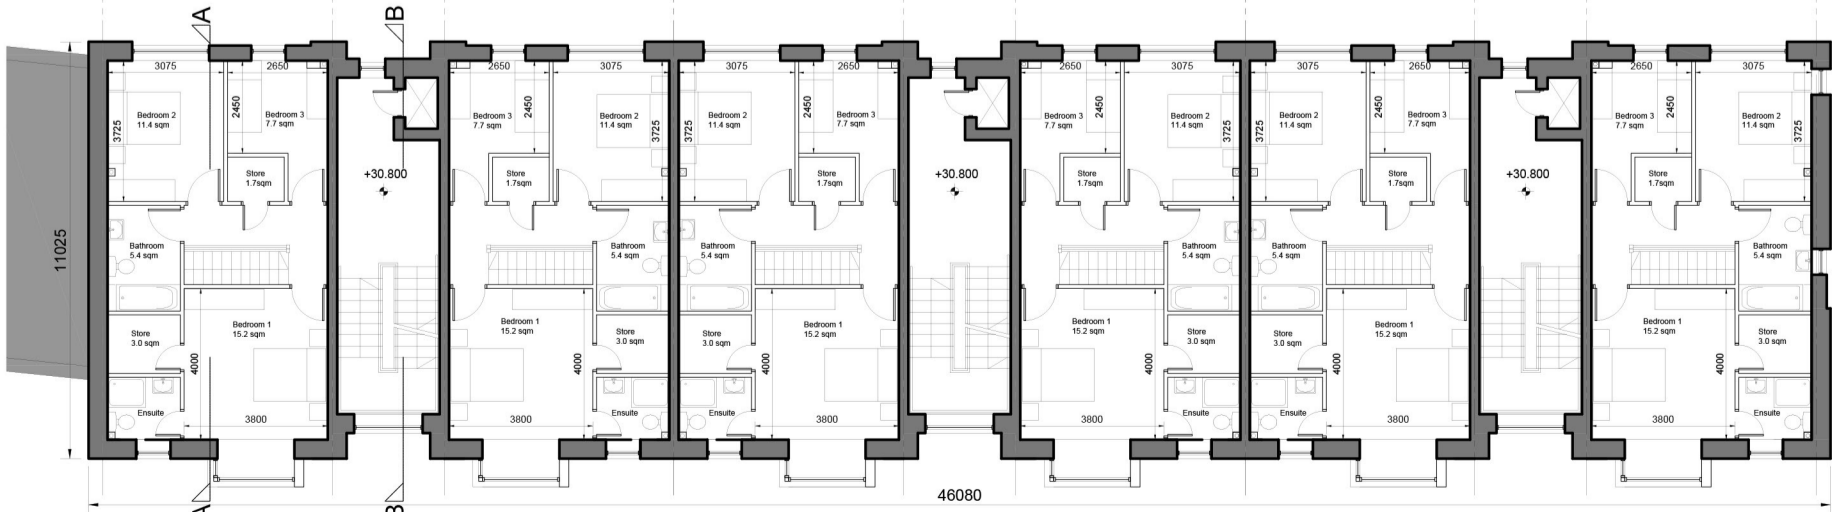 A
B
3075
2650
2650
3075
3075
2650
2650
3075
3075
2650
2650
3075
Bedroom 2
11.4 sqm
3725
2450
Bedroom 3
7.7 sqm
Store
1.7sqm
+30.800
Bedroom 3
7.7 sqm
2450
Store
1.7sqm
Bedroom 2
11.4 sqm
3725
3725
Bedroom 2
11.4 sqm
2450
Bedroom 3
7.7 sqm
Store
1.7sqm
+30.800
Bedroom 3
7.7 sqm
2450
Store
1.7sqm
Bedroom 2
11.4 sqm
3725
3725
Bedroom 2
11.4 sqm
2450
Bedroom 3
7.7 sqm
Store
1.7sqm
+30.800
Bedroom 3
7.7 sqm
2450
Store
1.7sqm
Bedroom 2
11.4 sqm
3725
11025
Bathroom
5.4 sqm
Bathroom
5.4 sqm
Bathroom
5.4 sqm
Bathroom
5.4 sqm
Bathroom
5.4 sqm
Bathroom
5.4 sqm
Store
3.0 sqm
Bedroom 1
15.2 sqm
4000
Bedroom 1
15.2 sqm
4000
Store
3.0 sqm
Store
3.0 sqm
4000
Bedroom 1
15.2 sqm
Bedroom 1
15.2 sqm
4000
Store
3.0 sqm
Store
3.0 sqm
4000
Bedroom 1
15.2 sqm
Bedroom 1
15.2 sqm
4000
Store
3.0 sqm
Ensuite
3800
3800
Ensuite
Ensuite
3800
3800
Ensuite
Ensuite
3800
3800
Ensuite
46080
A
B